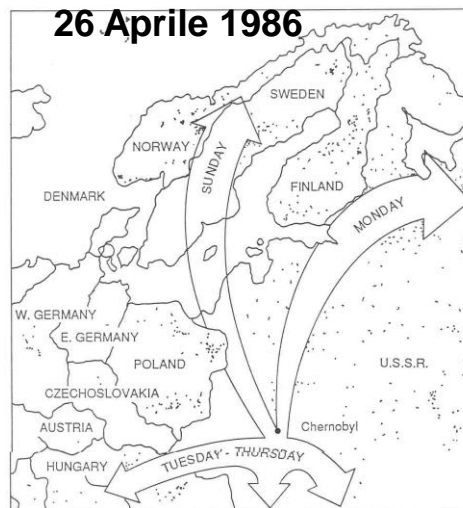 26 Aprile 1986
SWEDEN
NORWAY
SUNDAY
FINLAND
DENMARK
MONDAY
W. GERMANY
E. GERMANY
POLAND
U.S.S.R.
CZECHOSLOVAKIA
Chernobyl
AUSTRIA
TUESDAY - THURSDAY
HUNGARY